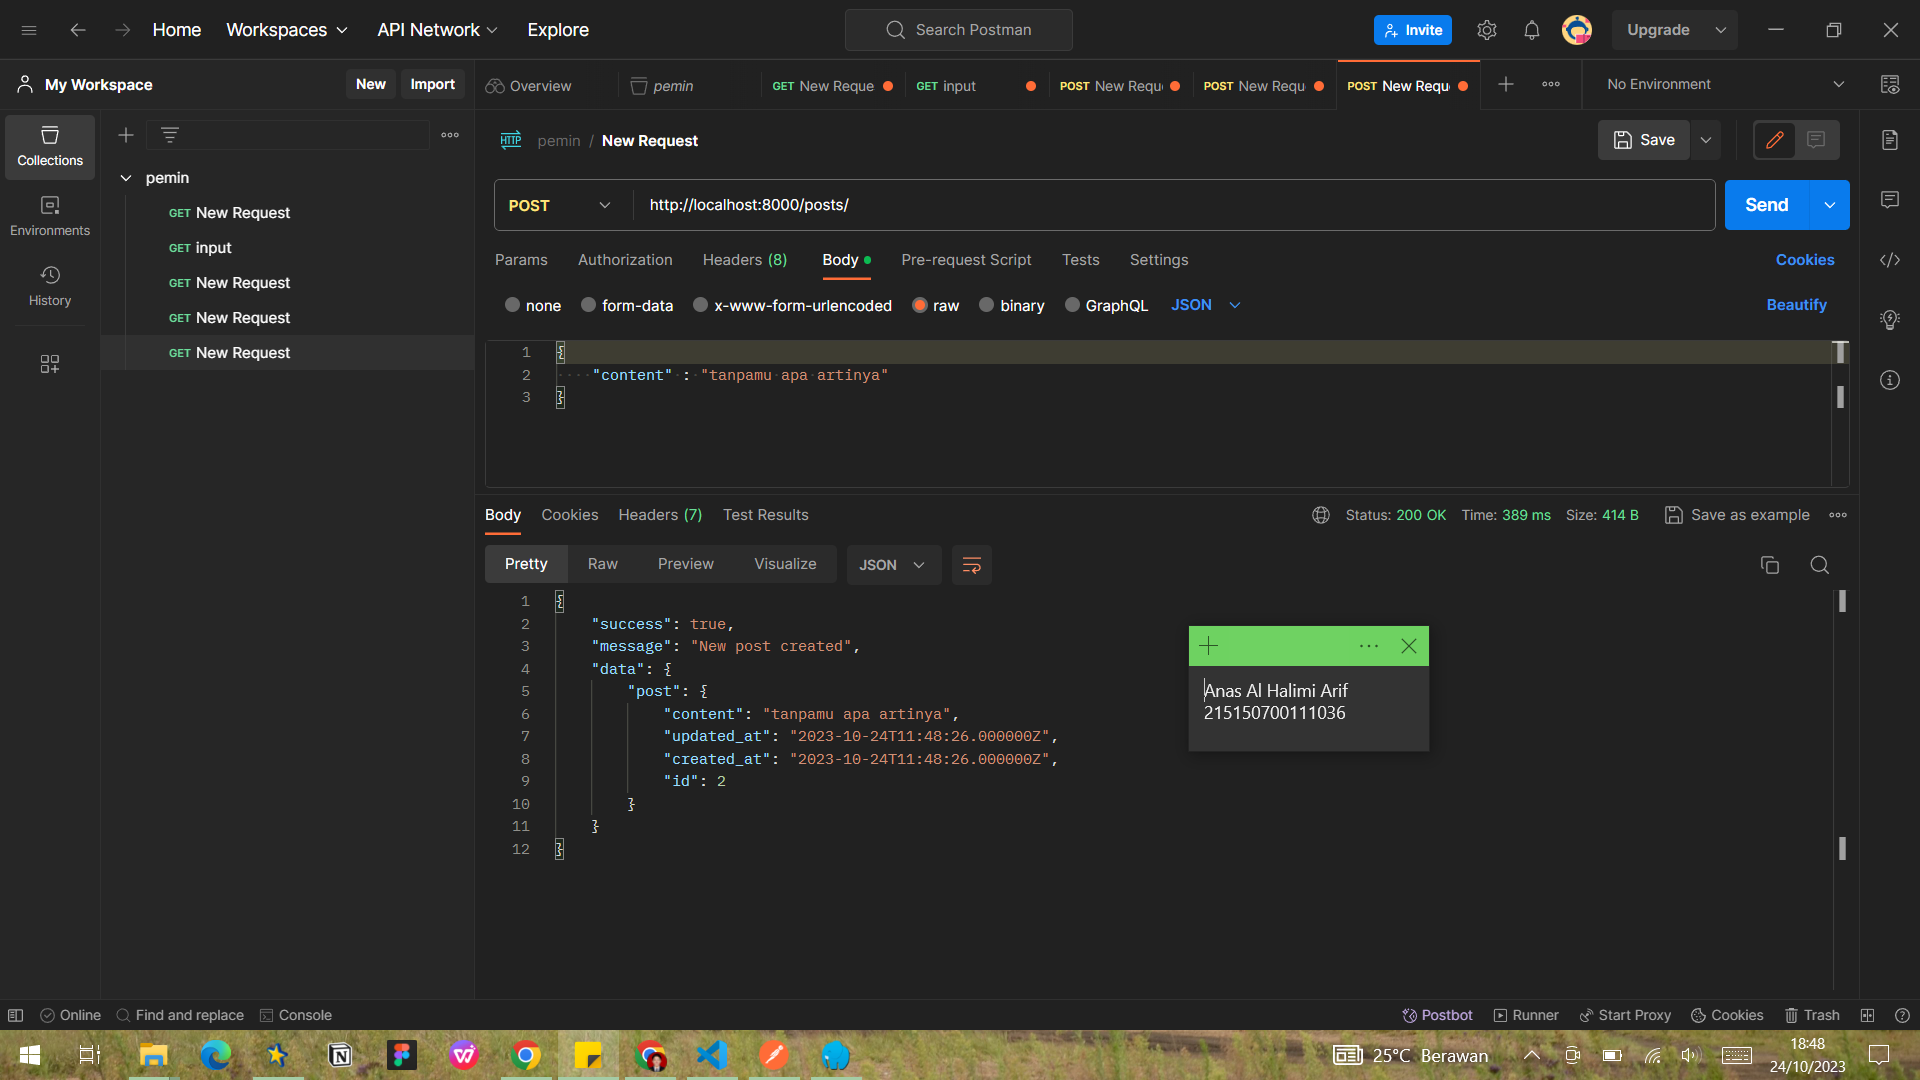 Home Workspaces API Network Explore Search Postman Invite Upgrade
My Workspace New Import Overview pemin GET New Reque GET input POST New Requ POST New Requ POST New Requ No Environment
Collections
Environments
History
pemin
GET New Request
GET input
GET New Request
GET New Request
GET New Request
HTTP pemin / New Request Save
POST http://localhost:8000/posts/ Send
Params Authorization Headers (8) Body Pre-request Script Tests Settings Cookies
none form-data x-www-form-urlencoded raw binary GraphQL JSON Beautify
1 {
2 "content" : "tanpamu apa artinya"
3 }
Body Cookies Headers (7) Test Results Status: 200 OK Time: 389 ms Size: 414 B Save as example
Pretty Raw Preview Visualize JSON
1 {
2 "success": true,
3 "message": "New post created",
4 "data": {
5 "post": {
6 "content": "tanpamu apa artinya",
7 "updated_at": "2023-10-24T11:48:26.000000Z",
8 "created_at": "2023-10-24T11:48:26.000000Z",
9 "id": 2
10 }
11 }
12 }
Anas Al Halimi Arif
215150700111036
Online Find and replace Console Postbot Runner Start Proxy Cookies Trash
25°C Berawan
18:48
24/10/2023